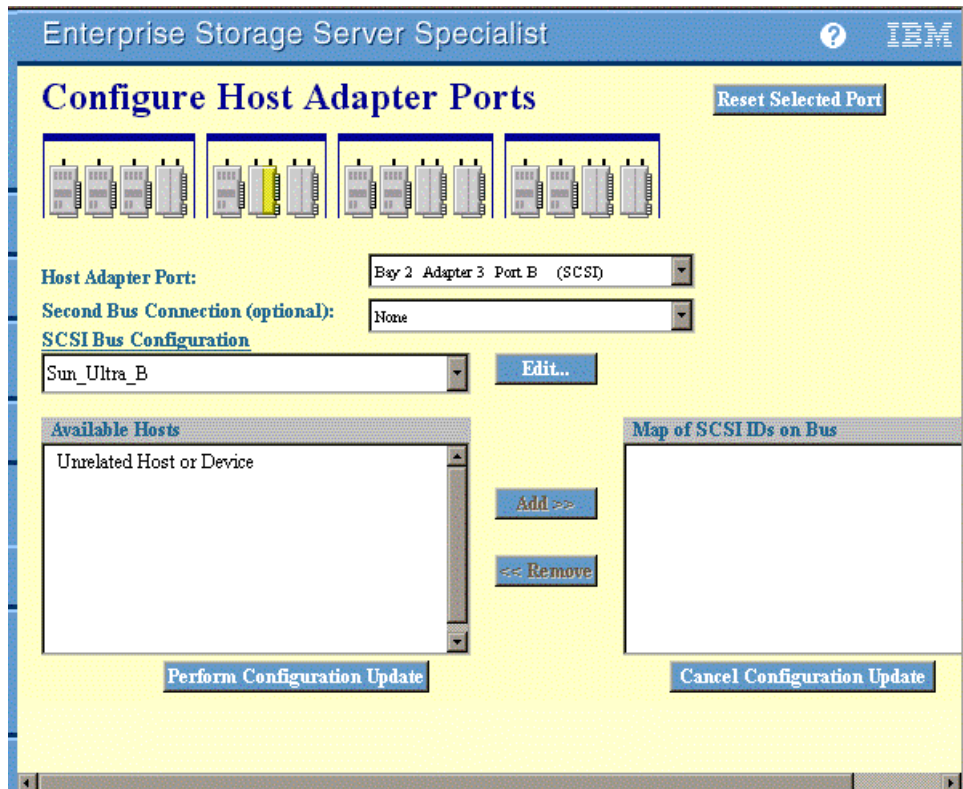 Enterprise Storage Server Specialist ? IBM
Configure Host Adapter Ports
Reset Selected Port
Host Adapter Port: Bay 2 Adapter 3 Port B (SCSI)
Second Bus Connection (optional): None
SCSI Bus Configuration
Sun_Ultra_B Edit...
Available Hosts Map of SCSI IDs on Bus
Unrelated Host or Device
Add >>
<< Remove
Perform Configuration Update Cancel Configuration Update